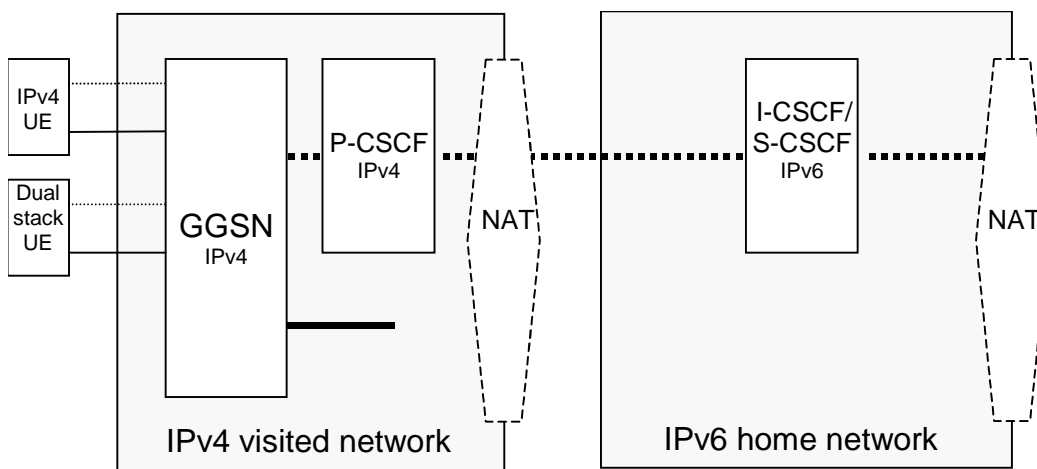 IPv4
UE
Dual
stack
UE
GGSN
IPv4
P-CSCF
IPv4
NAT
IPv4 visited network
I-CSCF/
S-CSCF
IPv6
NAT
IPv6 home network